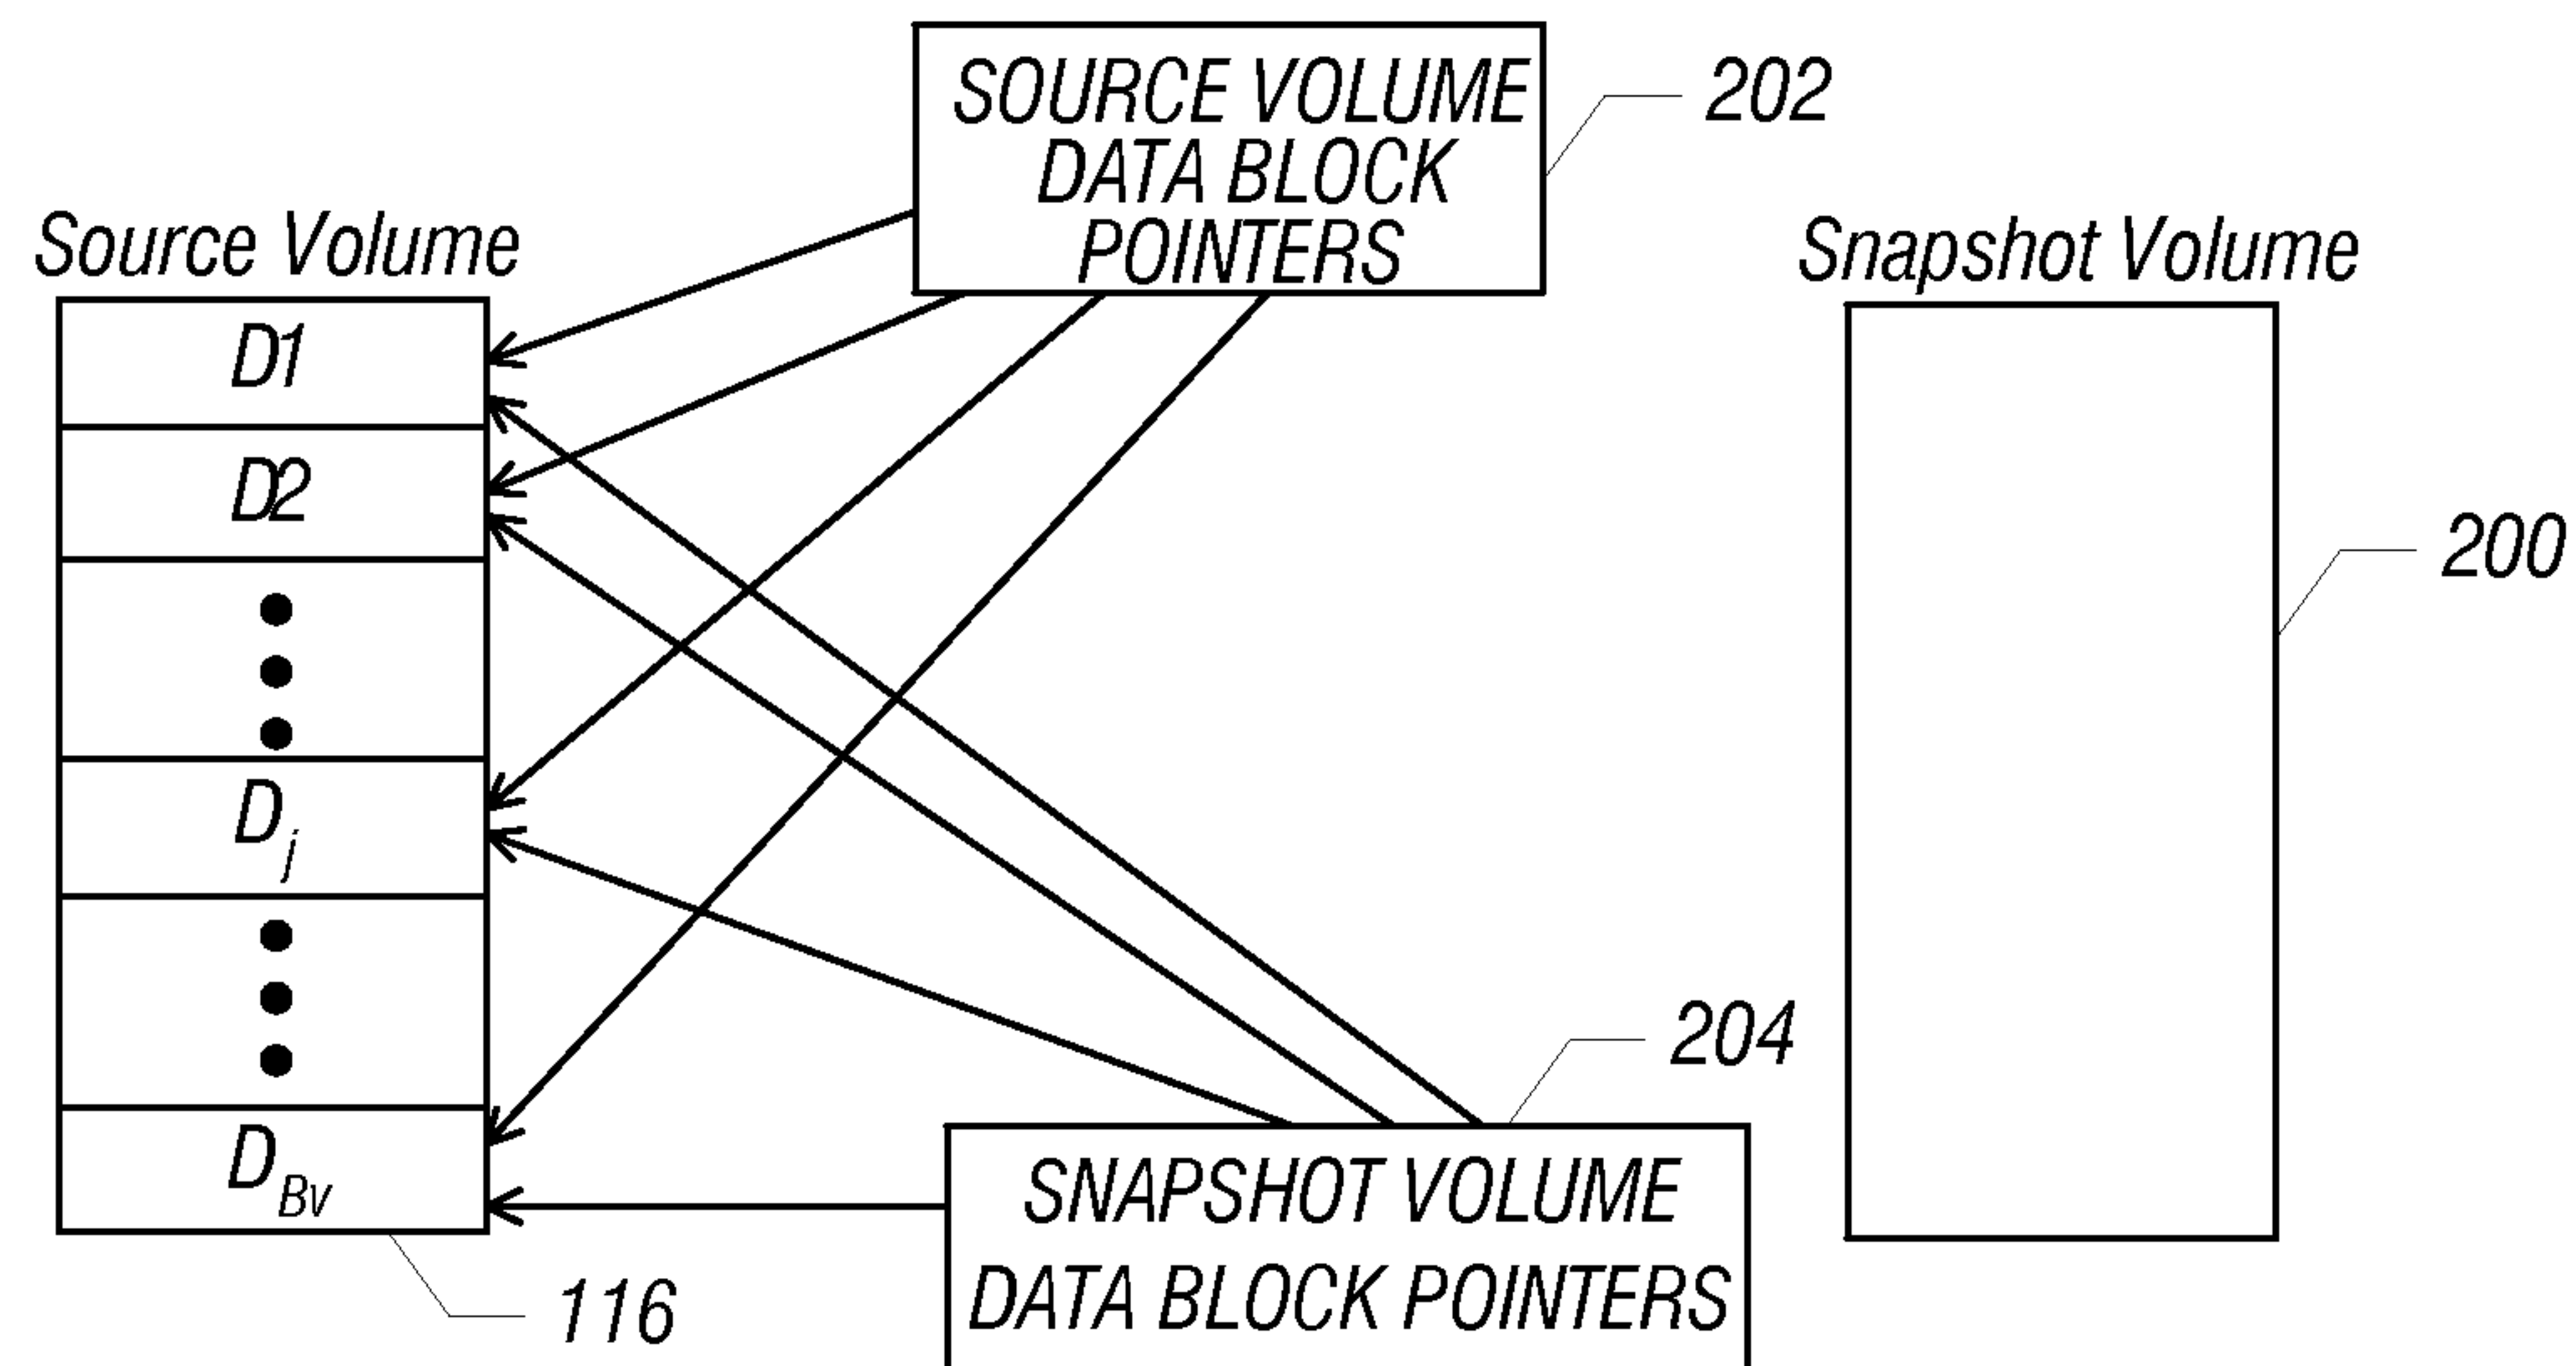 SOURCE VOLUME
DATA BLOCK
POINTERS
202
Source Volume
Snapshot Volume
D1
D2
200
Dj
204
DBv
SNAPSHOT VOLUME
DATA BLOCK POINTERS
116